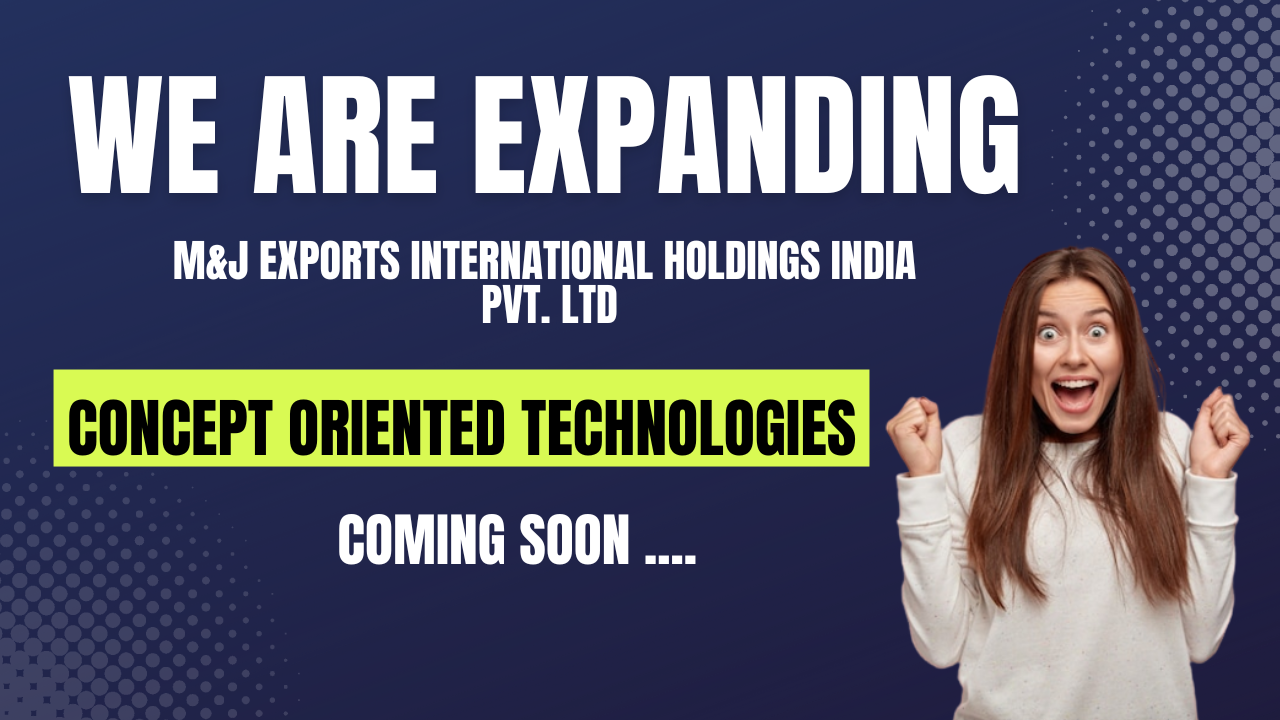 WE ARE EXPANDING
M&J EXPORTS INTERNATIONAL HOLDINGS INDIA
PVT. LTD
CONCEPT ORIENTED TECHNOLOGIES
COMING SOON ....